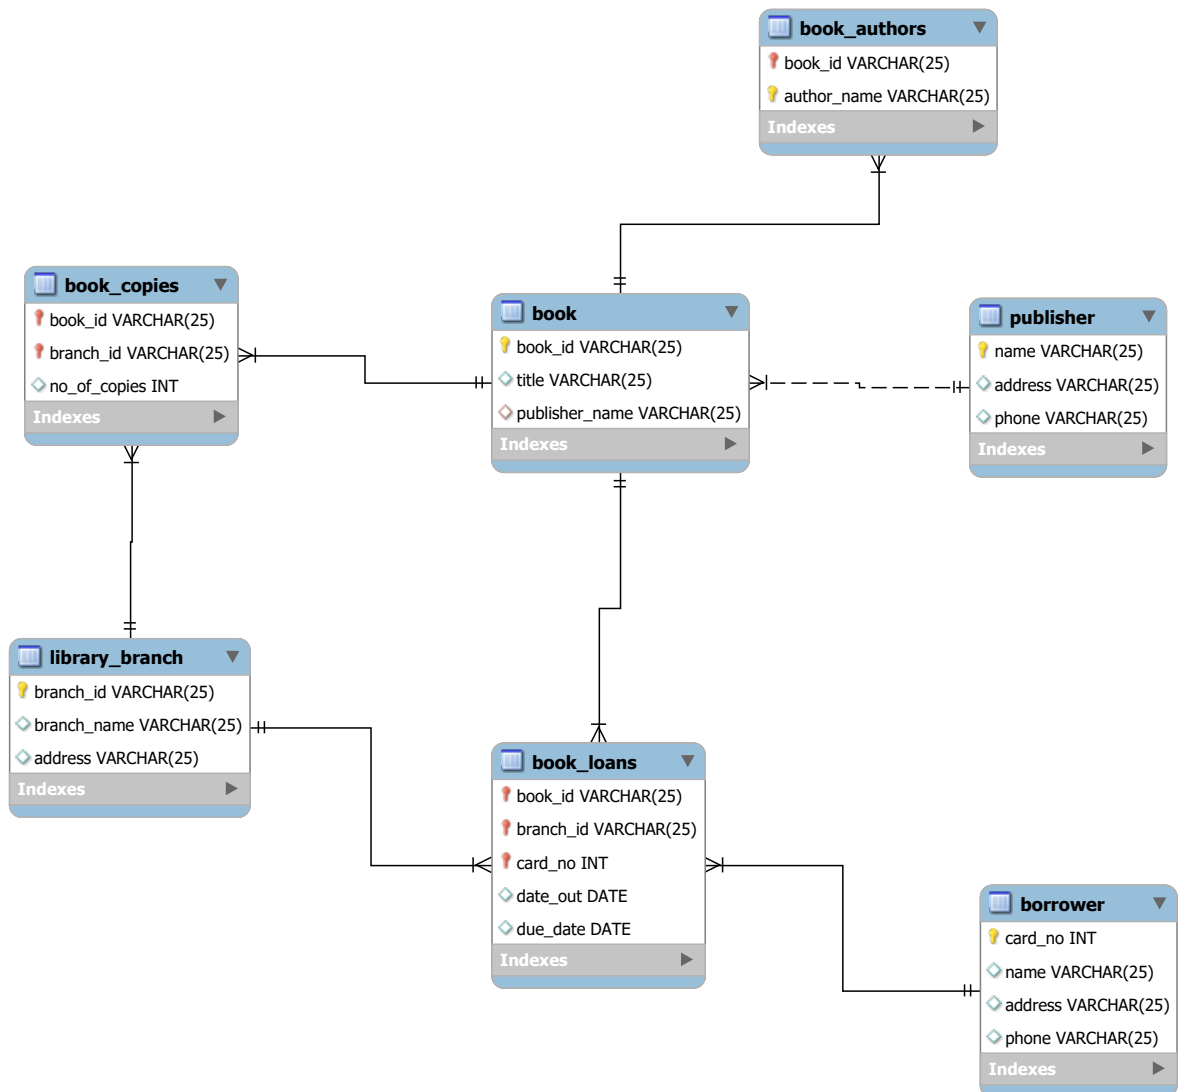 book_authors
book_id VARCHAR(25)
author_name VARCHAR(25)
Indexes
book_copies
book_id VARCHAR(25)
branch_id VARCHAR(25)
no_of_copies INT
Indexes
book
book_id VARCHAR(25)
title VARCHAR(25)
publisher_name VARCHAR(25)
Indexes
publisher
name VARCHAR(25)
address VARCHAR(25)
phone VARCHAR(25)
Indexes
library_branch
branch_id VARCHAR(25)
branch_name VARCHAR(25)
address VARCHAR(25)
Indexes
book_loans
book_id VARCHAR(25)
branch_id VARCHAR(25)
card_no INT
date_out DATE
due_date DATE
Indexes
borrower
card_no INT
name VARCHAR(25)
address VARCHAR(25)
phone VARCHAR(25)
Indexes